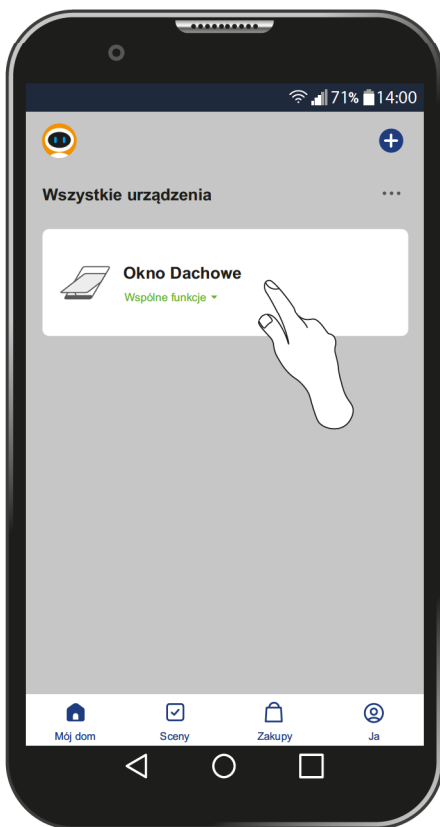 71% 14:00
Wszystkie urządzenia
Okno Dachowe
Wspólne funkcje
Mój dom Sceny Zakupy Ja